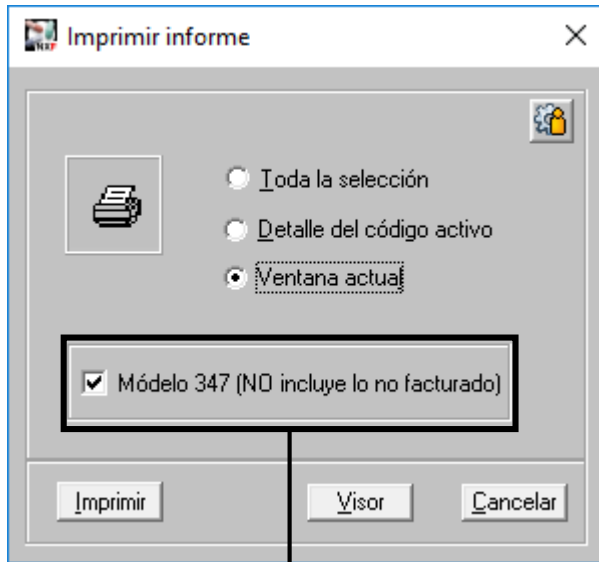 NXT
Imprimir informe
Toda la selección
Detalle del código activo
Ventana actual
Módelo 347 (NO incluye lo no facturado)
Imprimir Visor Cancelar